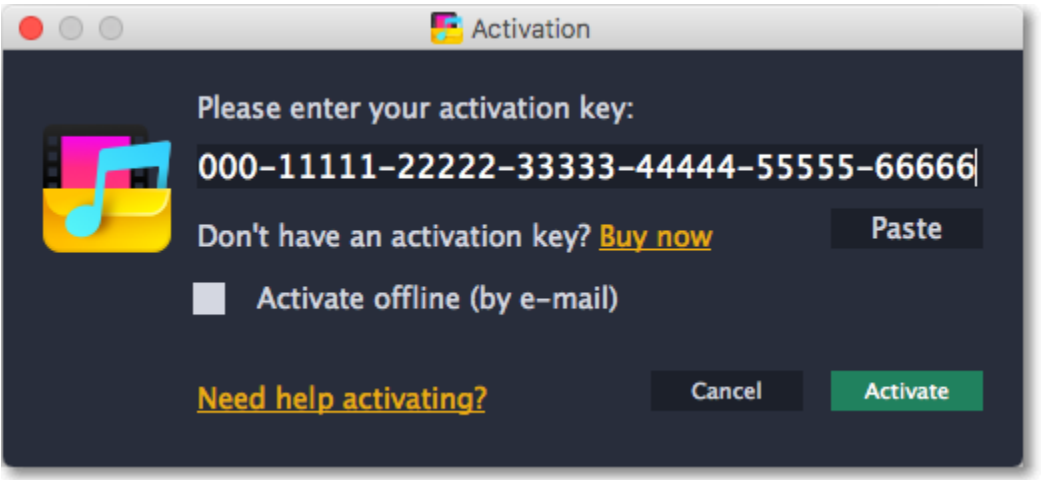 Activation
Please enter your activation key:
000-11111-22222-33333-44444-55555-66666
Don't have an activation key? Buy now
Paste
Activate offline (by e-mail)
Need help activating?
Cancel
Activate